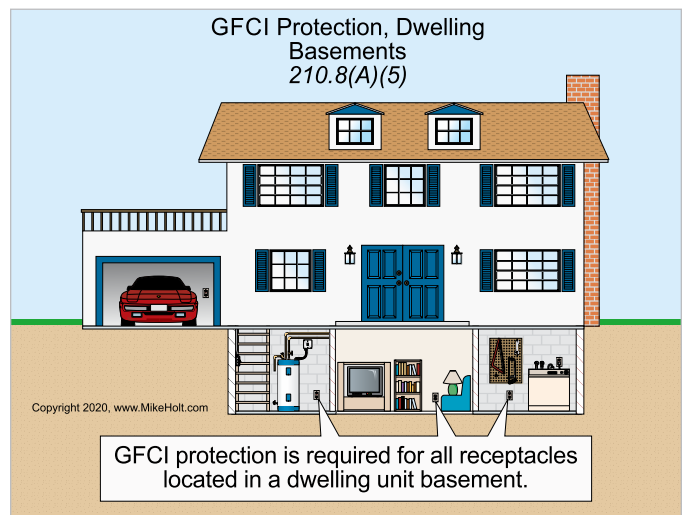 GFCI Protection, Dwelling
Basements
210.8(A)(5)
Copyright 2020, www.MikeHolt.com
GFCI protection is required for all receptacles
located in a dwelling unit basement.